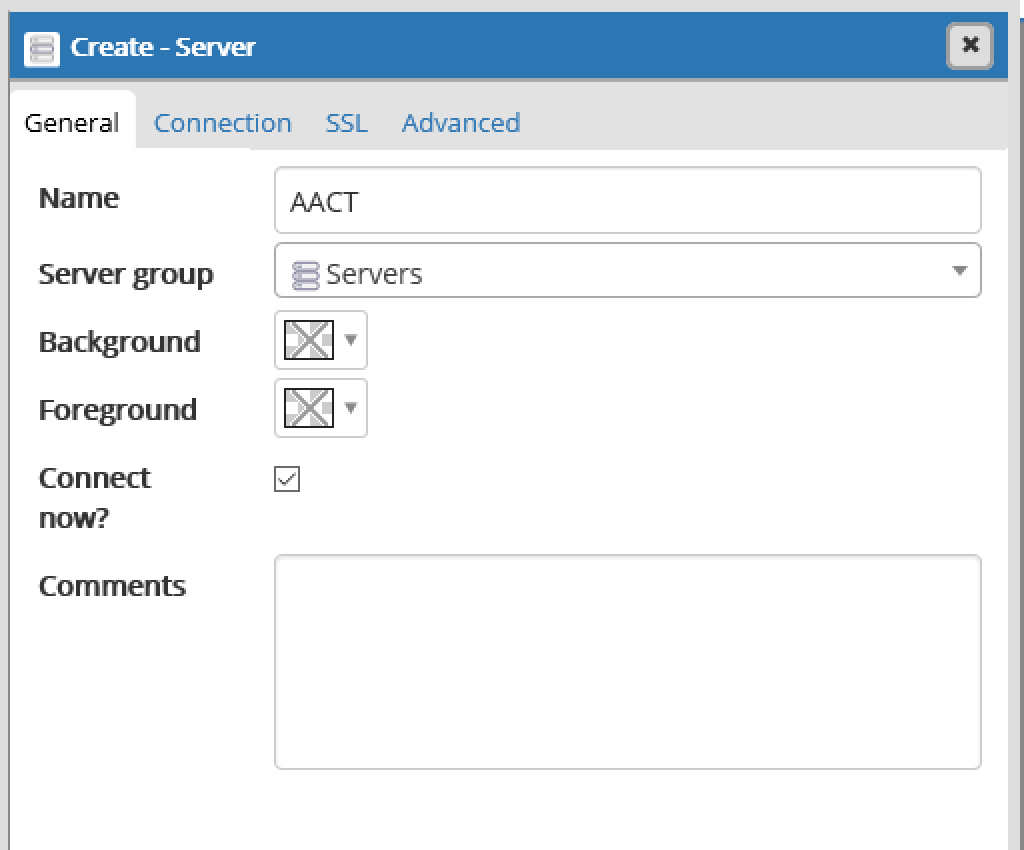 Create - Server
General Connection SSL Advanced
Name AACT
Server group Servers
Background
Foreground
Connect
now?
Comments